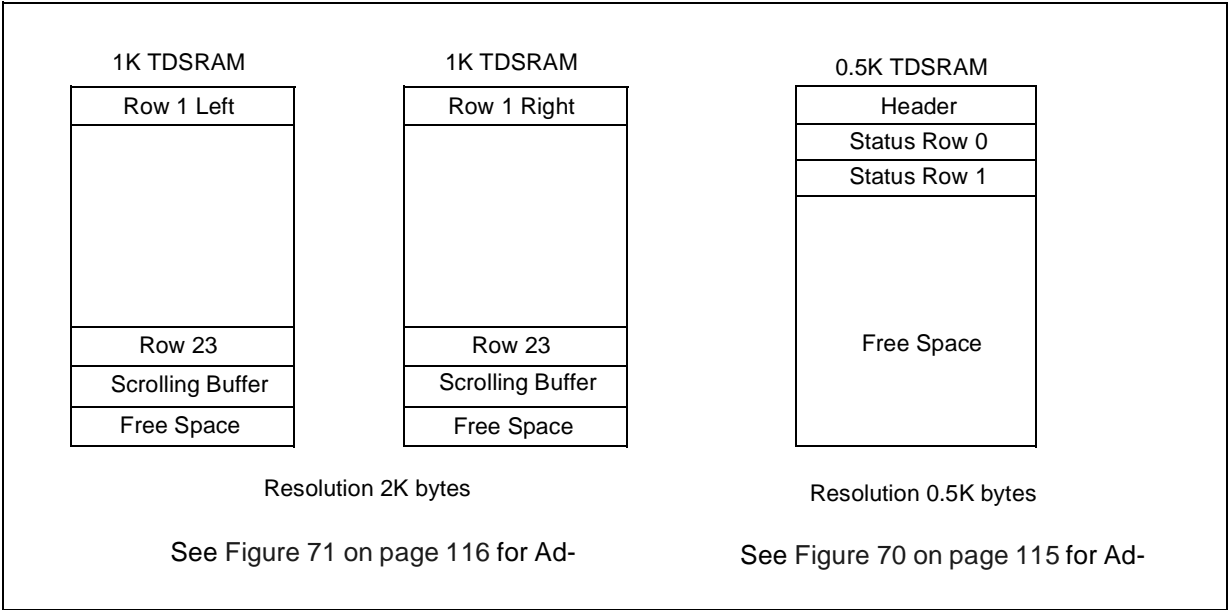 1K TDSRAM
Row 1 Left
Row 23
Scrolling Buffer
Free Space
1K TDSRAM
Row 1 Right
Row 23
Scrolling Buffer
Free Space
Resolution 2K bytes
See Figure 71 on page 116 for Ad-
0.5K TDSRAM
Header
Status Row 0
Status Row 1
Free Space
Resolution 0.5K bytes
See Figure 70 on page 115 for Ad-